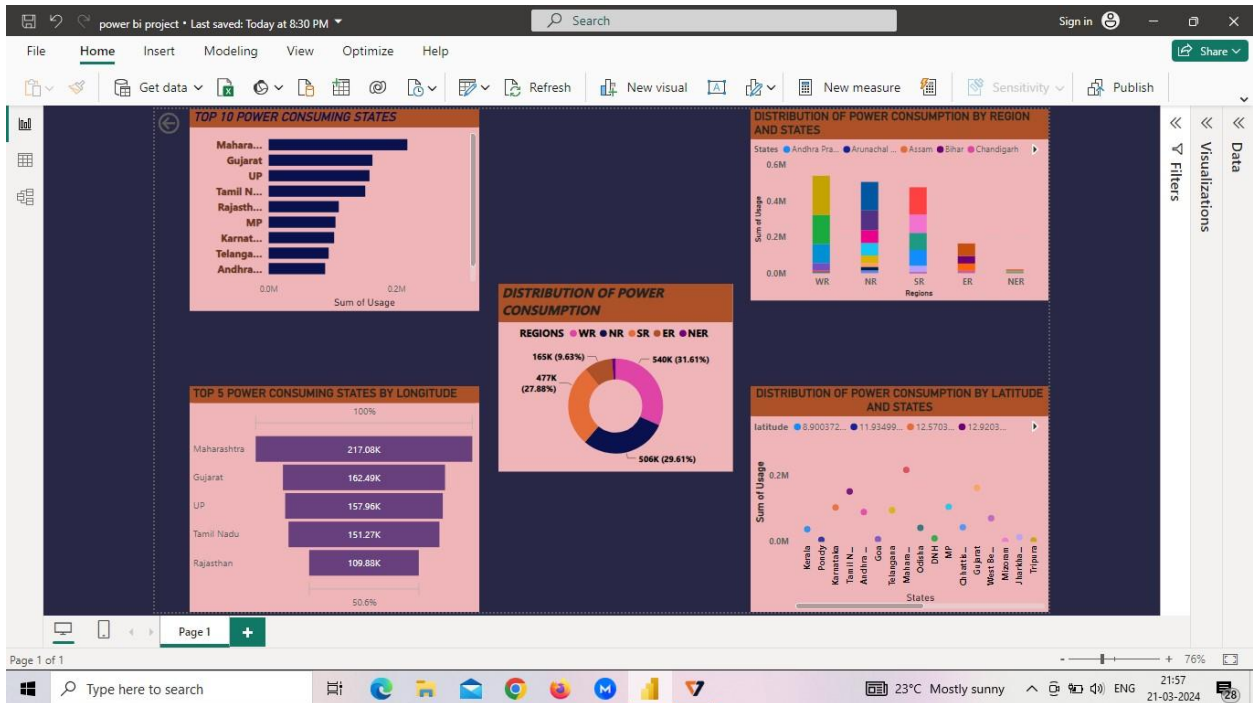 power bi project • Last saved: Today at 8:30 PM
Search
Sign in
File Home Insert Modeling View Optimize Help
Share
Get data
Refresh
New visual
New measure
Sensitivity
Publish
TOP 10 POWER CONSUMING STATES
Mahara...
Gujarat
UP
Tamil N...
Rajasth...
MP
Karnat...
Telanga...
Andhra...
0.0M 0.2M
Sum of Usage
DISTRIBUTION OF POWER CONSUMPTION BY REGION
AND STATES
States Andhra Pra... Arunachal ... Assam Bihar Chandigarh
0.6M
0.4M
0.2M
0.0M
Sum of Usage
WR NR SR ER NER
Regions
DISTRIBUTION OF POWER
CONSUMPTION
REGIONS WR NR SR ER NER
165K (9.63%)
540K (31.61%)
477K
(27.88%)
506K (29.61%)
TOP 5 POWER CONSUMING STATES BY LONGITUDE
100%
Maharashtra 217.08K
Gujarat 162.49K
UP 157.96K
Tamil Nadu 151.27K
Rajasthan 109.88K
50.6%
DISTRIBUTION OF POWER CONSUMPTION BY LATITUDE
AND STATES
latitude 8.900372... 11.93499... 12.5703... 12.9203...
0.2M
0.0M
Sum of Usage
Kerala
Pondy
Karnataka
Tamil N...
Andhra ...
Goa
Telangana
Mahara...
Odisha
DNH
MP
Chhattis...
Gujarat
West Be...
Mizoram
Jharkha...
Tripura
States
Filters
Visualizations
Data
Page 1
Page 1 of 1
76%
Type here to search
23°C Mostly sunny
ENG
21:57
21-03-2024
28